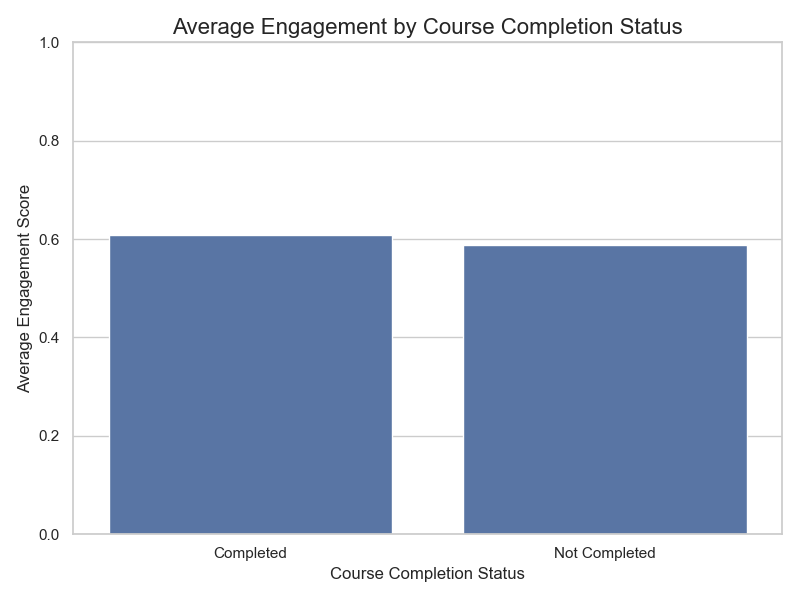 Average Engagement by Course Completion Status
1.0
0.8
0.6
0.4
0.2
0.0
Average Engagement Score
Completed
Not Completed
Course Completion Status